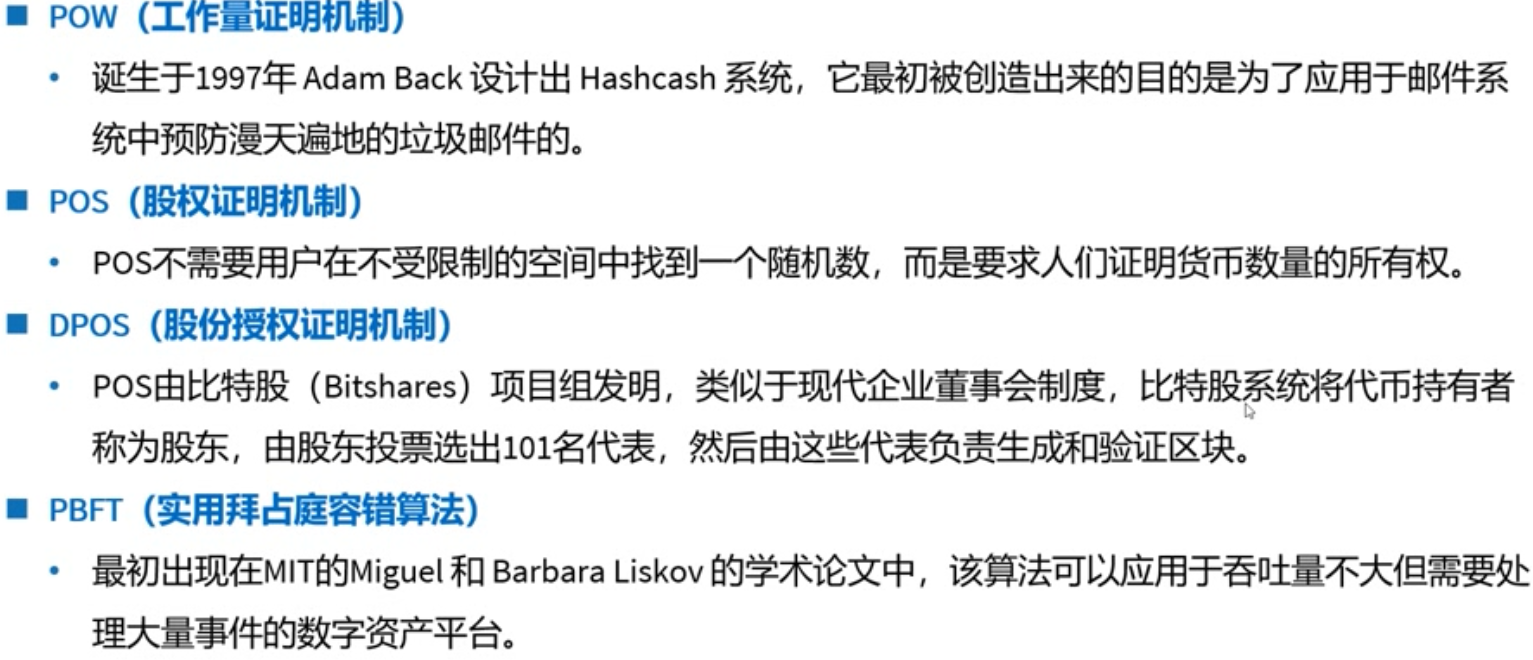 ■ POW（工作量证明机制）
• 诞生于1997年 Adam Back 设计出 Hashcash 系统，它最初被创造出来的目的是为了应用于邮件系
统中预防漫天遍地的垃圾邮件的。
■ POS（股权证明机制）
• POS不需要用户在不受限制的空间中找到一个随机数，而是要求人们证明货币数量的所有权。
■ DPOS（股份授权证明机制）
• POS由比特股（Bitshares）项目组发明，类似于现代企业董事会制度，比特股系统将代币持有者
称为股东，由股东投票选出101名代表，然后由这些代表负责生成和验证区块。
■ PBFT（实用拜占庭容错算法）
• 最初出现在MIT的Miguel 和 Barbara Liskov 的学术论文中，该算法可以应用于吞吐量不大但需要处
理大量事件的数字资产平台。